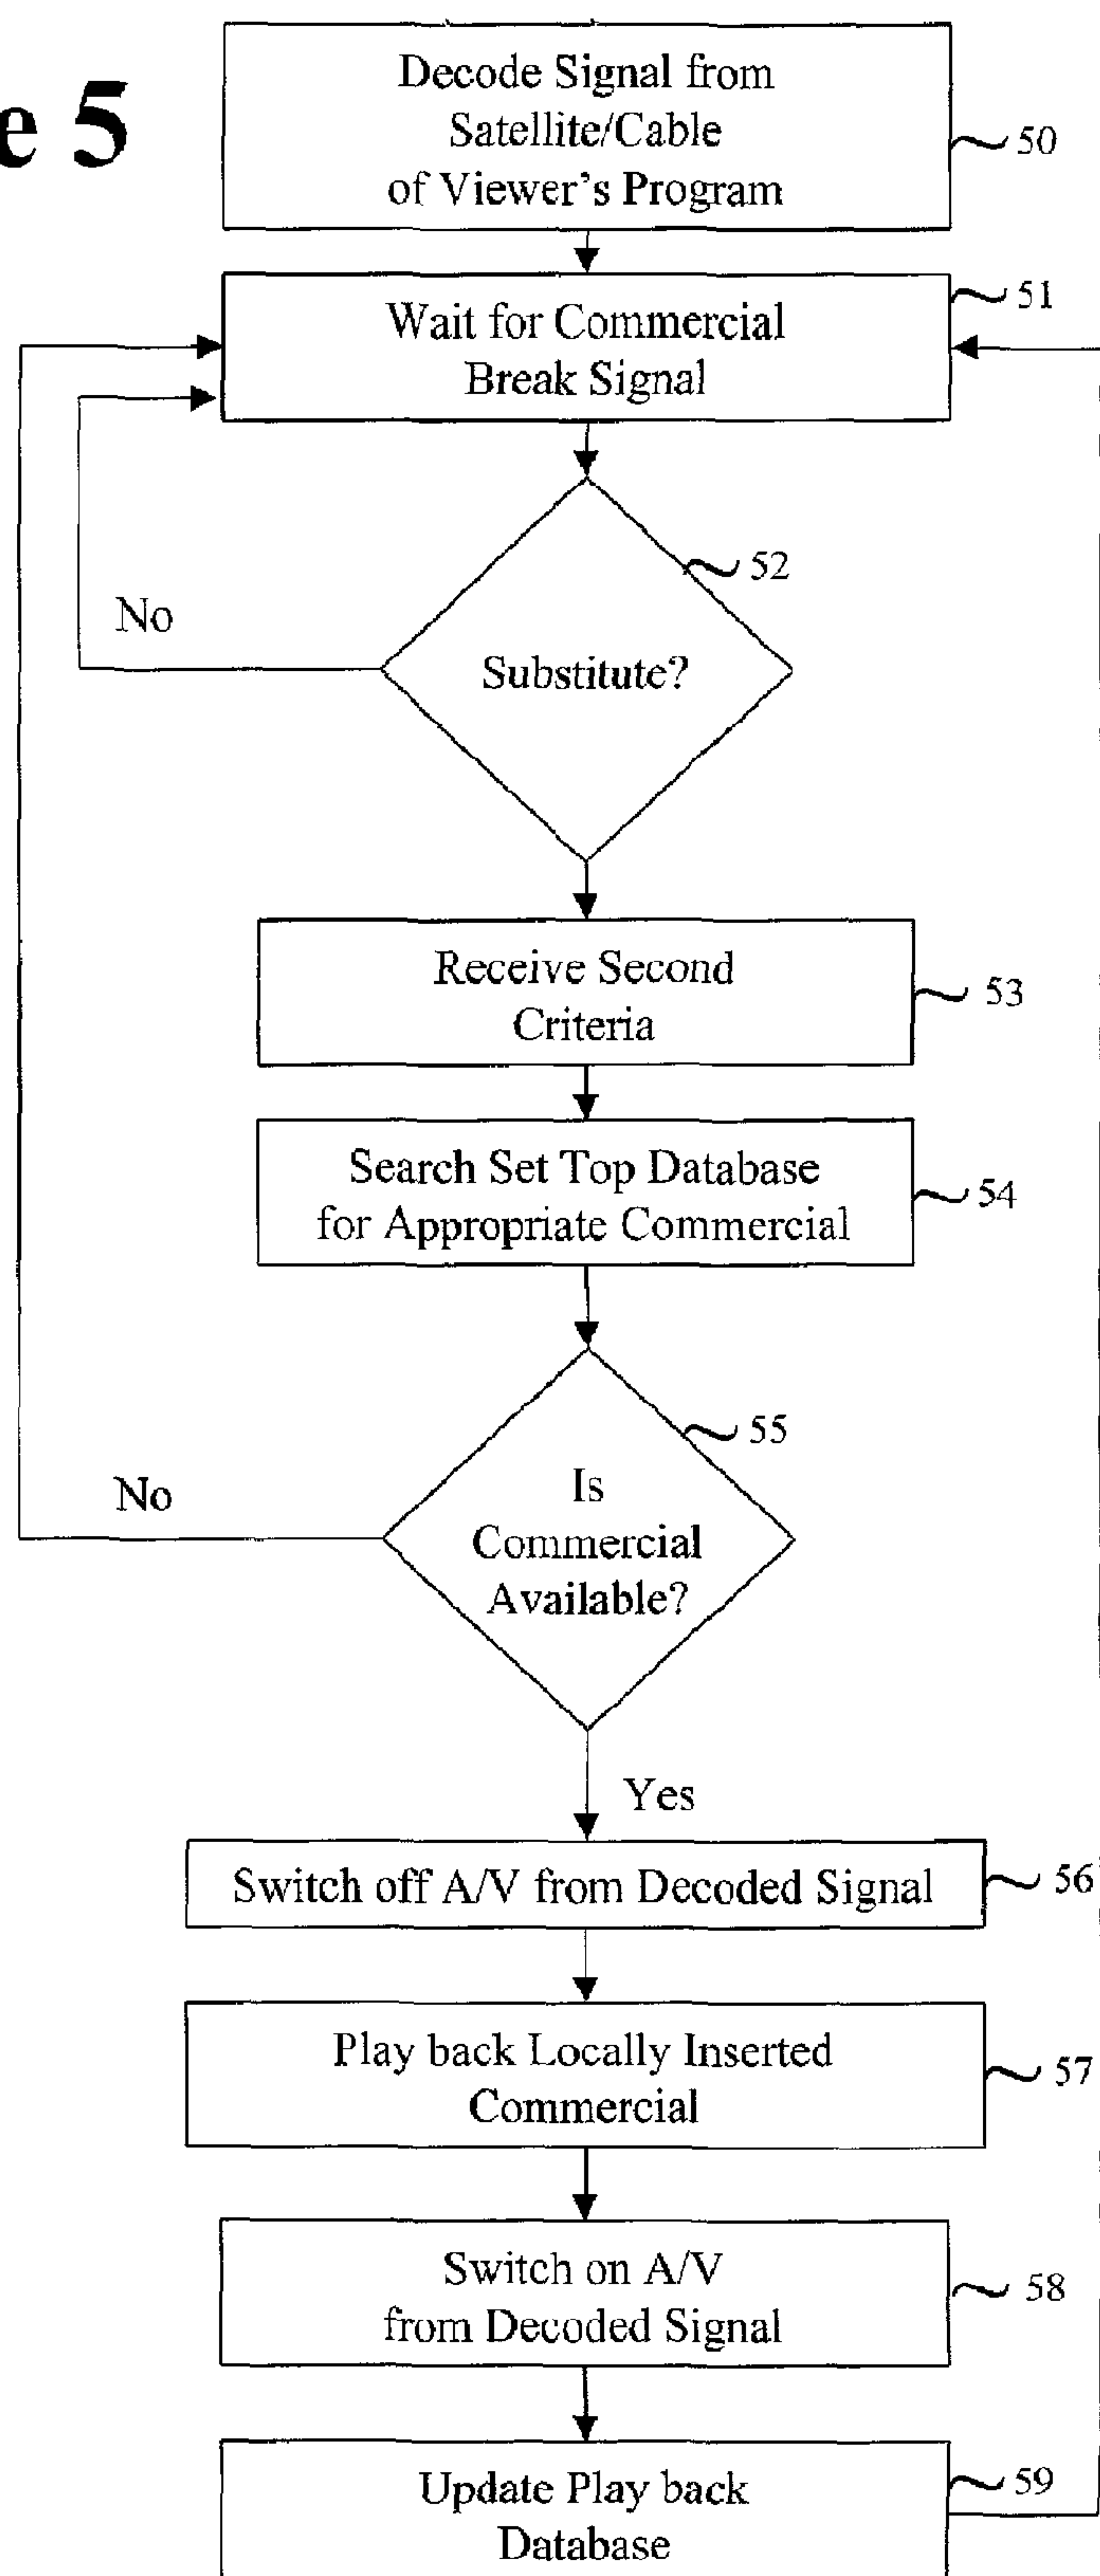 e 5
Decode Signal from
Satellite/Cable
of Viewer's Program
50
Wait for Commercial
Break Signal
51
52
No
Substitute?
Receive Second
Criteria
53
Search Set Top Database
for Appropriate Commercial
54
55
Is
Commercial
Available?
No
Yes
Switch off A/V from Decoded Signal
56
Play back Locally Inserted
Commercial
57
Switch on A/V
from Decoded Signal
58
Update Play back
Database
59